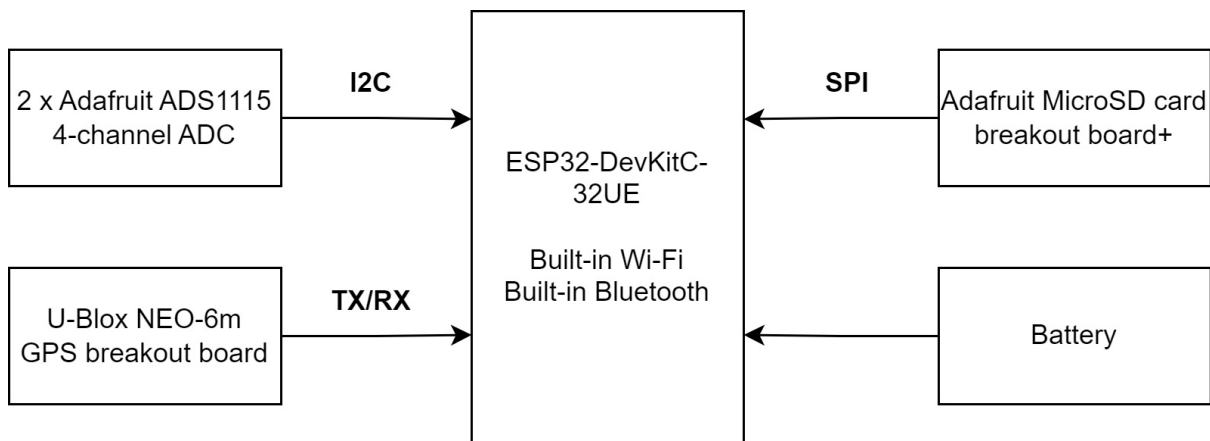 2 x Adafruit ADS1115
4-channel ADC
I2C
U-Blox NEO-6m
GPS breakout board
TX/RX
ESP32-DevKitC-
32UE
Built-in Wi-Fi
Built-in Bluetooth
SPI
Adafruit MicroSD card
breakout board+
Battery